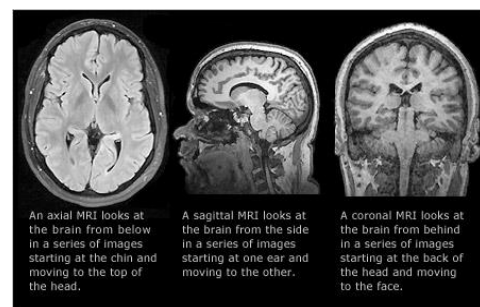 An axial MRI looks at
the brain from below
in a series of images
starting at the chin and
moving to the top of
the head.
A sagittal MRI looks at
the brain from the side
in a series of images
starting at one ear and
moving to the other.
A coronal MRI looks at
the brain from behind
in a series of images
starting at the back of
the head and moving
to the face.